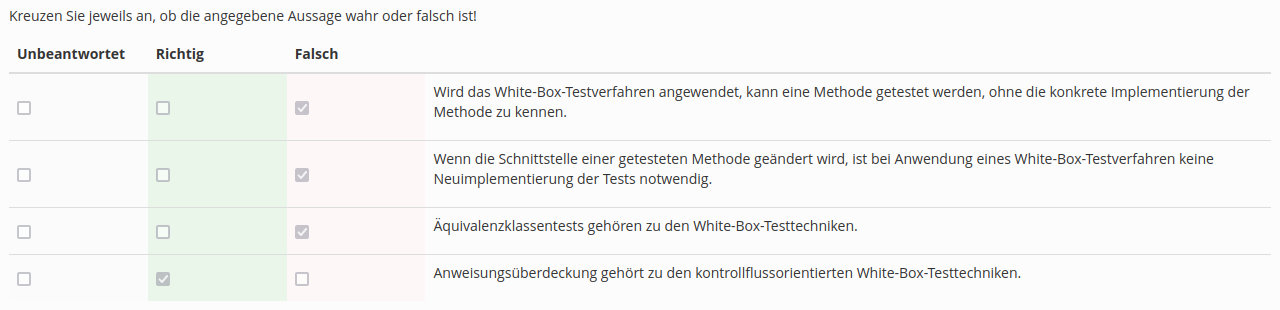 Kreuzen Sie jeweils an, ob die angegebene Aussage wahr oder falsch ist!
Unbeantwortet Richtig Falsch
Wird das White-Box-Testverfahren angewendet, kann eine Methode getestet werden, ohne die konkrete Implementierung der
Methode zu kennen.
Wenn die Schnittstelle einer getesteten Methode geändert wird, ist bei Anwendung eines White-Box-Testverfahren keine
Neuimplementierung der Tests notwendig.
Äquivalenzklassentests gehören zu den White-Box-Testtechniken.
Anweisungsüberdeckung gehört zu den kontrollflussorientierten White-Box-Testtechniken.